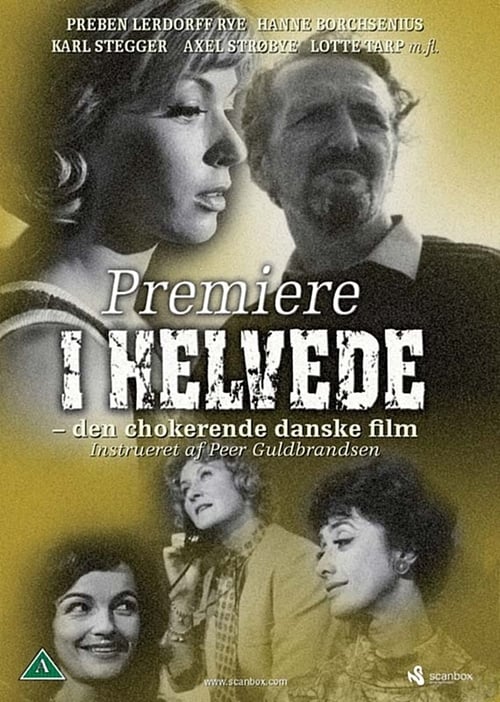 PREBEN LERDORFF RYE HANNE BORCHSENIUS
KARL STEGGER AXEL STRØBYE LOTTE TARP m.fl.
Premiere
I HELVEDE
– den chokerende danske film
Instrueret af Peer Guldbrandsen
A
www.scanbox.com
scanbox